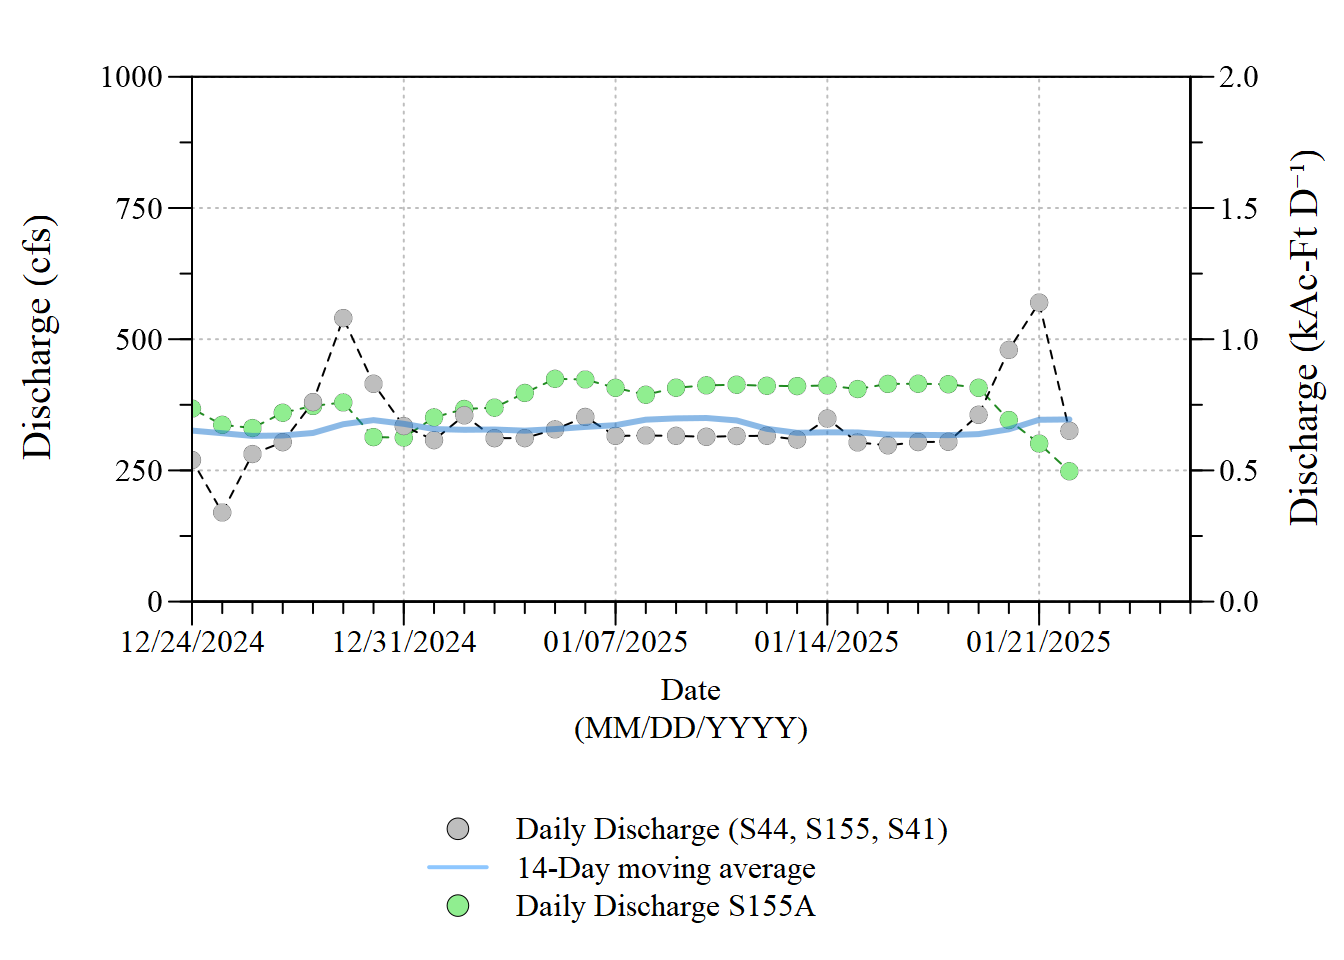 1000
750
500
250
0
Discharge (cfs)
2.0
1.5
1.0
0.5
0.0
Discharge (kAc-Ft D⁻¹)
12/24/2024 12/31/2024 01/07/2025 01/14/2025 01/21/2025
Date
(MM/DD/YYYY)
Daily Discharge (S44, S155, S41)
14-Day moving average
Daily Discharge S155A